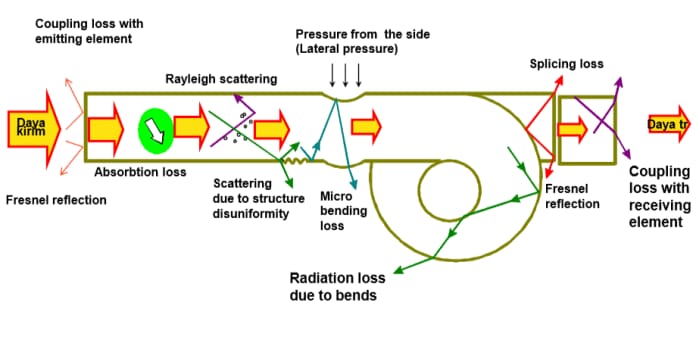 Coupling loss with
emitting element
Pressure from the side
(Lateral pressure)
Splicing loss
Rayleigh scattering
Daya
kirim
Daya tr
Absorbtion loss
Fresnel reflection
Scattering
due to structure
disuniformity
Micro
bending
loss
Fresnel
reflection
Coupling
loss with
receiving
element
Radiation loss
due to bends